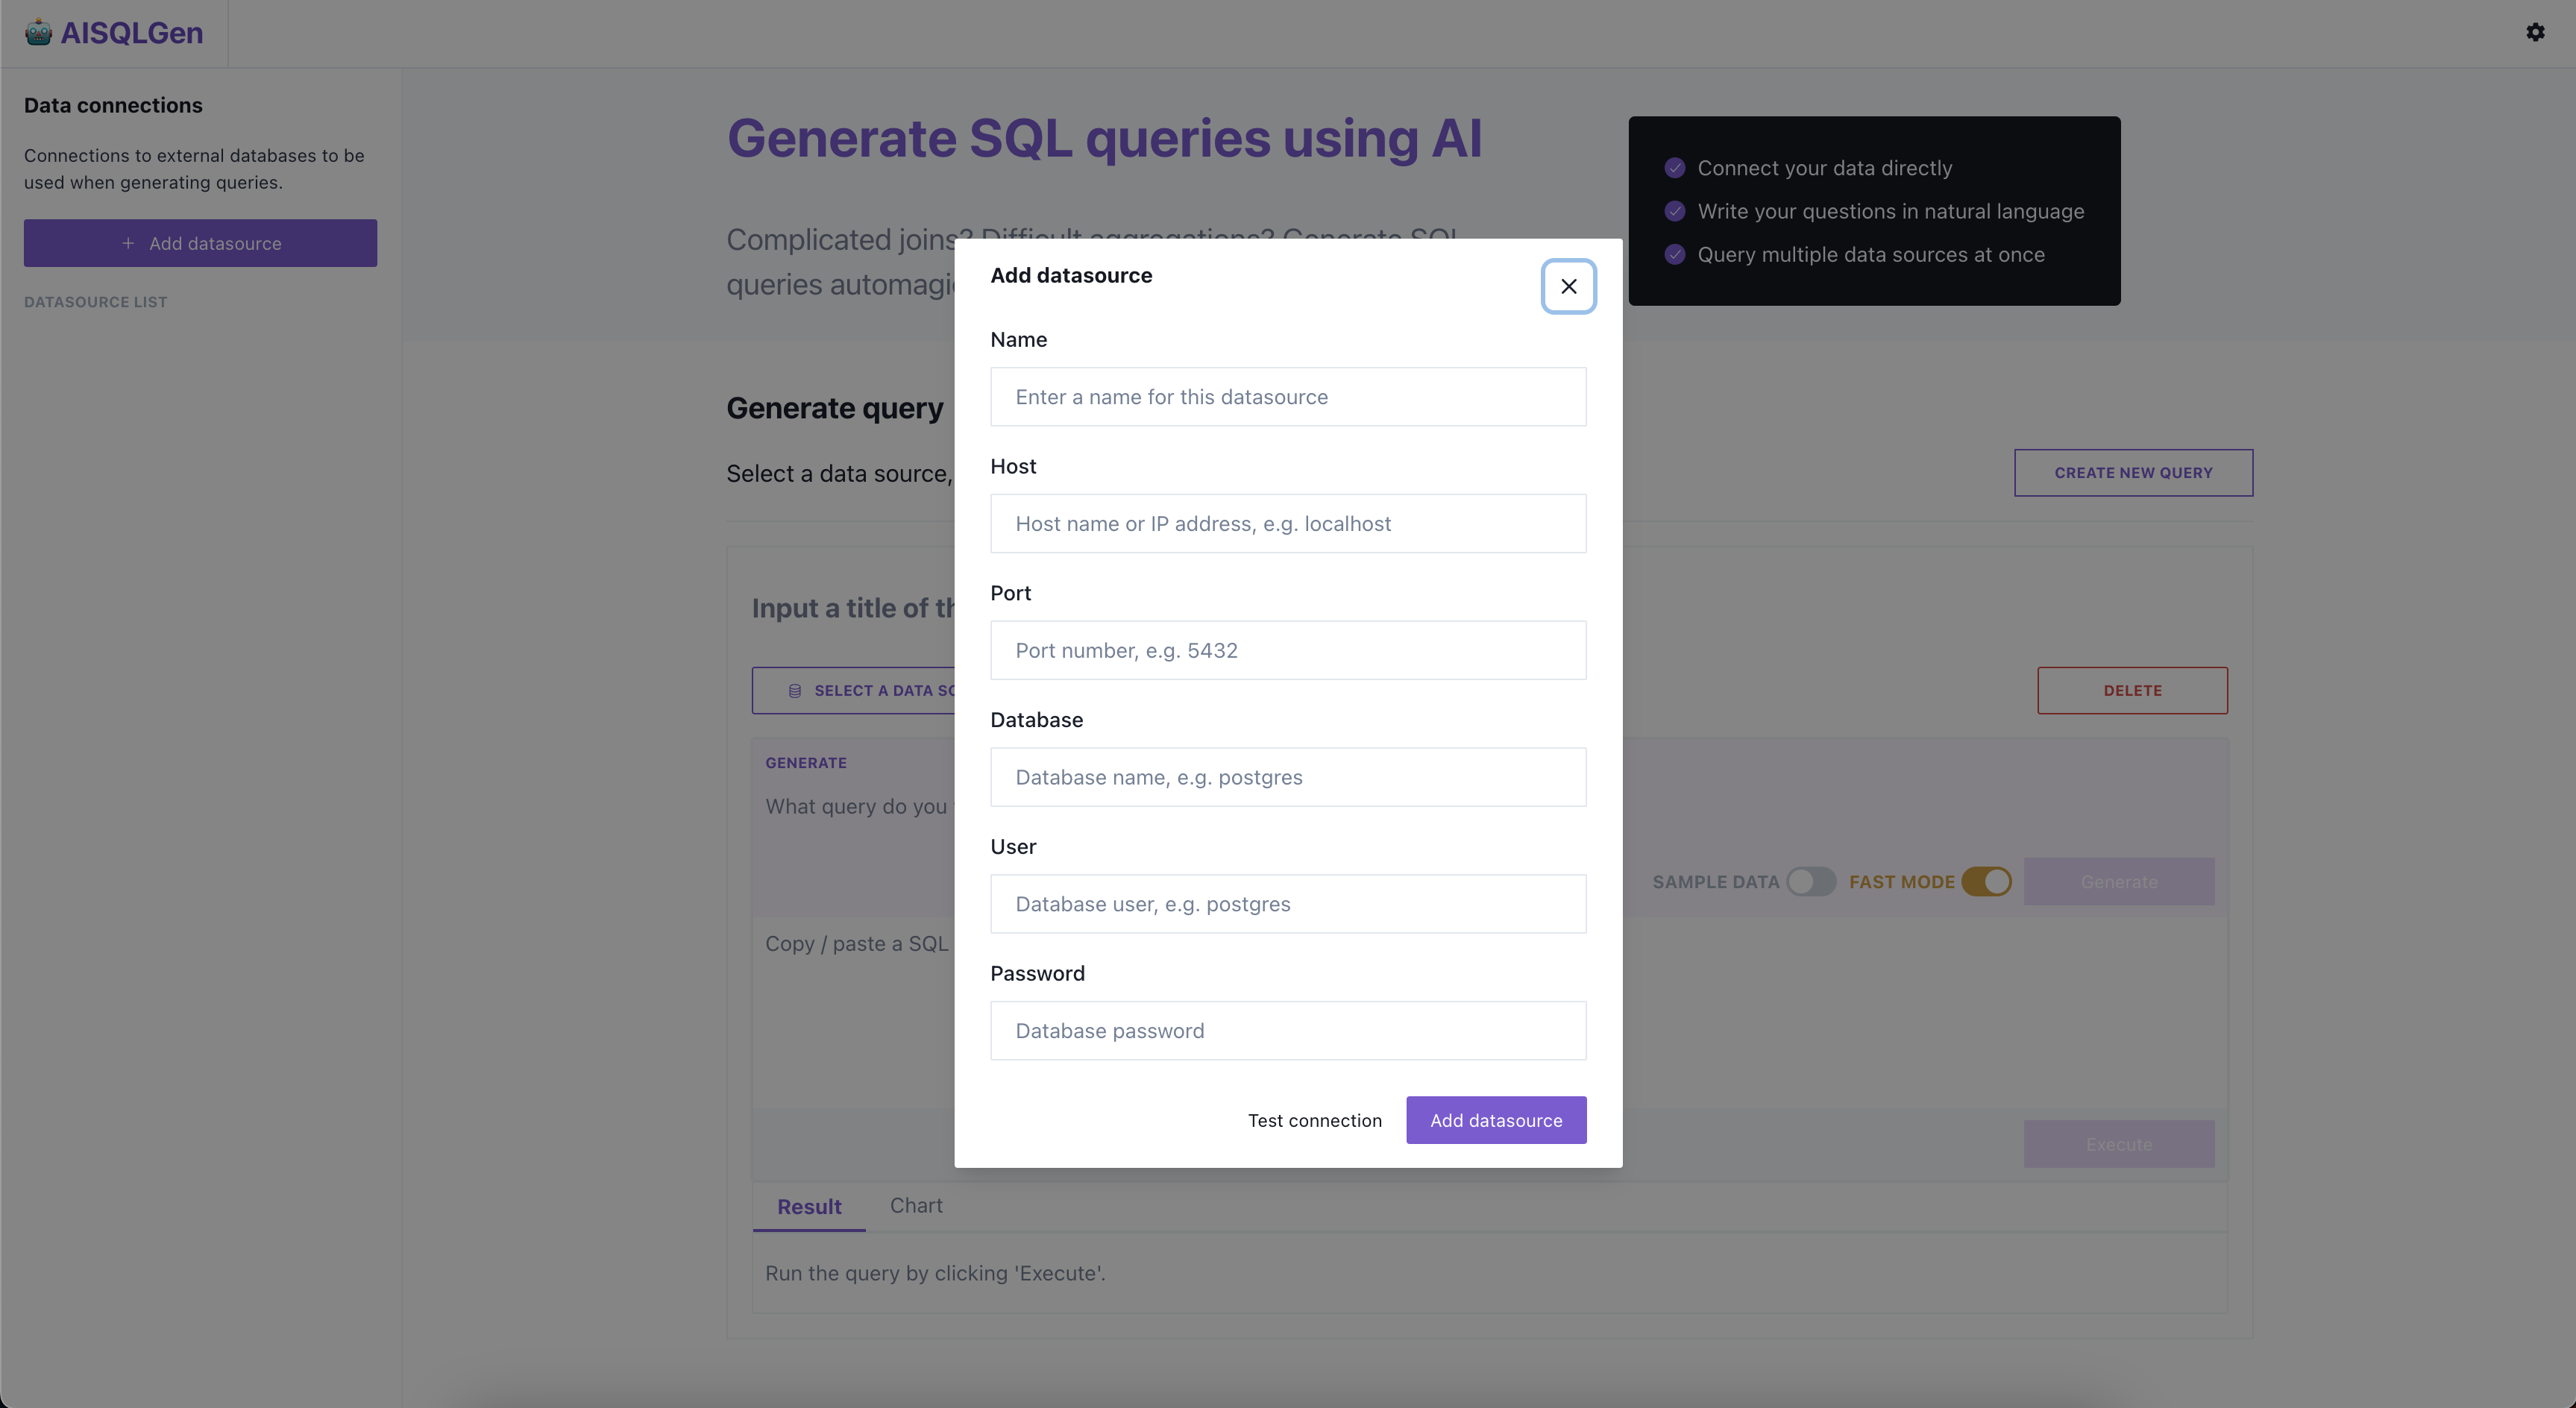 AISQLGen
Data connections
Connections to external databases to be
used when generating queries.
+ Add datasource
DATASOURCE LIST
Generate SQL queries using AI
Complicated joins? Difficult aggregations? Generate SQL
queries automagi
Connect your data directly
Write your questions in natural language
Query multiple data sources at once
Generate query
Select a data source,
CREATE NEW QUERY
Input a title of th
SELECT A DATA SO
DELETE
GENERATE
What query do you
SAMPLE DATA
FAST MODE
Generate
Copy / paste a SQL
Execute
Result
Chart
Run the query by clicking 'Execute'.
Add datasource
Name
Enter a name for this datasource
Host
Host name or IP address, e.g. localhost
Port
Port number, e.g. 5432
Database
Database name, e.g. postgres
User
Database user, e.g. postgres
Password
Database password
Test connection
Add datasource